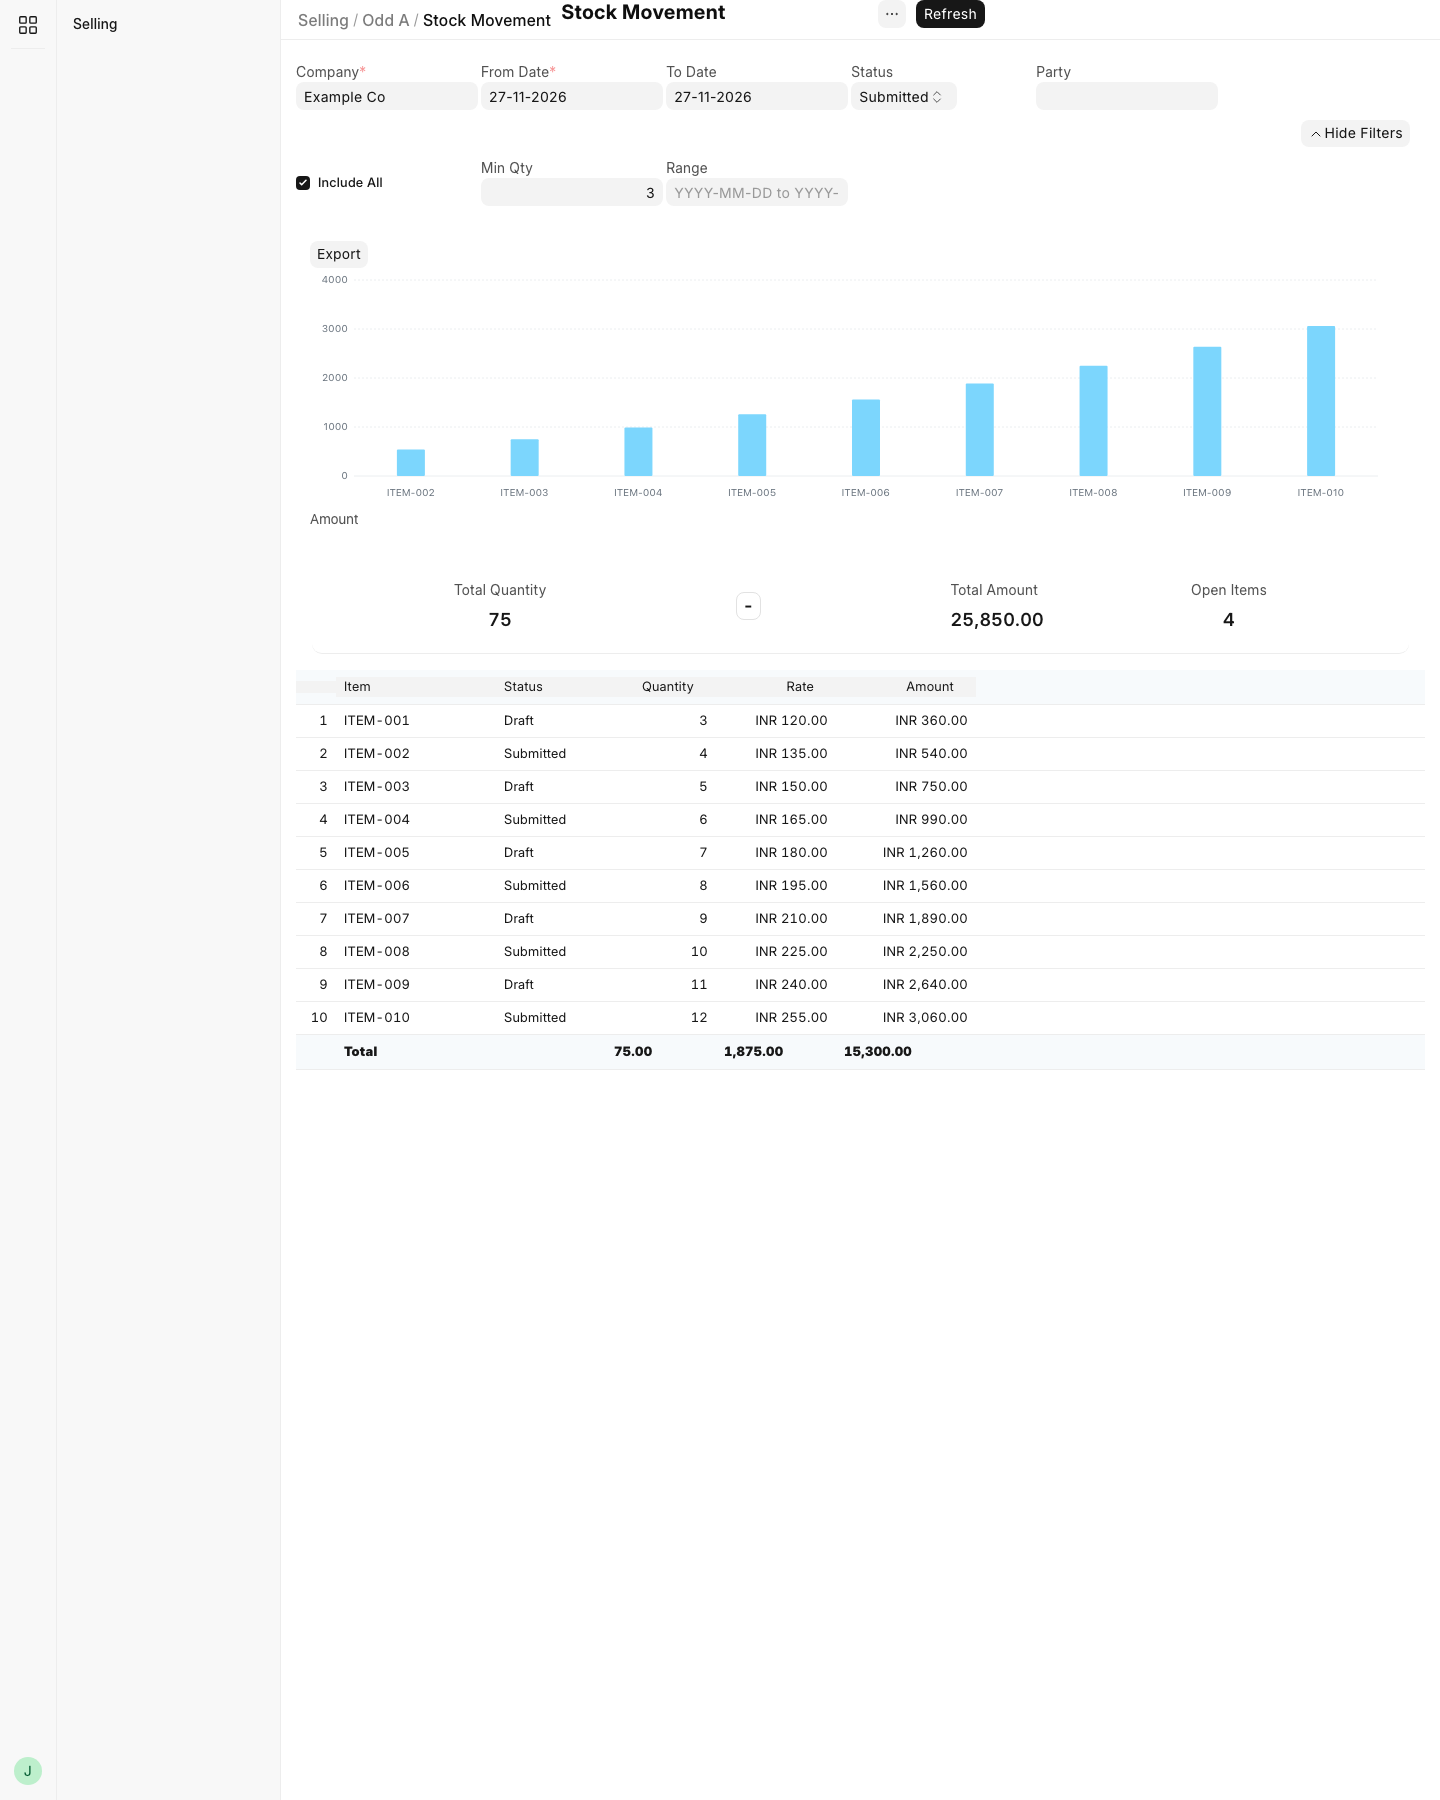 Selling
Selling / Odd A / Stock Movement
Stock Movement
... Refresh
Company* From Date* To Date Status Party
Example Co 27-11-2026 27-11-2026 Submitted
Hide Filters
Min Qty Range
Include All 3 YYYY-MM-DD to YYYY-
Export
4000
3000
2000
1000
0
ITEM-002 ITEM-003 ITEM-004 ITEM-005 ITEM-006 ITEM-007 ITEM-008 ITEM-009 ITEM-010
Amount
Total Quantity Total Amount Open Items
75 - 25,850.00 4
Item Status Quantity Rate Amount
1 ITEM-001 Draft 3 INR 120.00 INR 360.00
2 ITEM-002 Submitted 4 INR 135.00 INR 540.00
3 ITEM-003 Draft 5 INR 150.00 INR 750.00
4 ITEM-004 Submitted 6 INR 165.00 INR 990.00
5 ITEM-005 Draft 7 INR 180.00 INR 1,260.00
6 ITEM-006 Submitted 8 INR 195.00 INR 1,560.00
7 ITEM-007 Draft 9 INR 210.00 INR 1,890.00
8 ITEM-008 Submitted 10 INR 225.00 INR 2,250.00
9 ITEM-009 Draft 11 INR 240.00 INR 2,640.00
10 ITEM-010 Submitted 12 INR 255.00 INR 3,060.00
Total 75.00 1,875.00 15,300.00
J